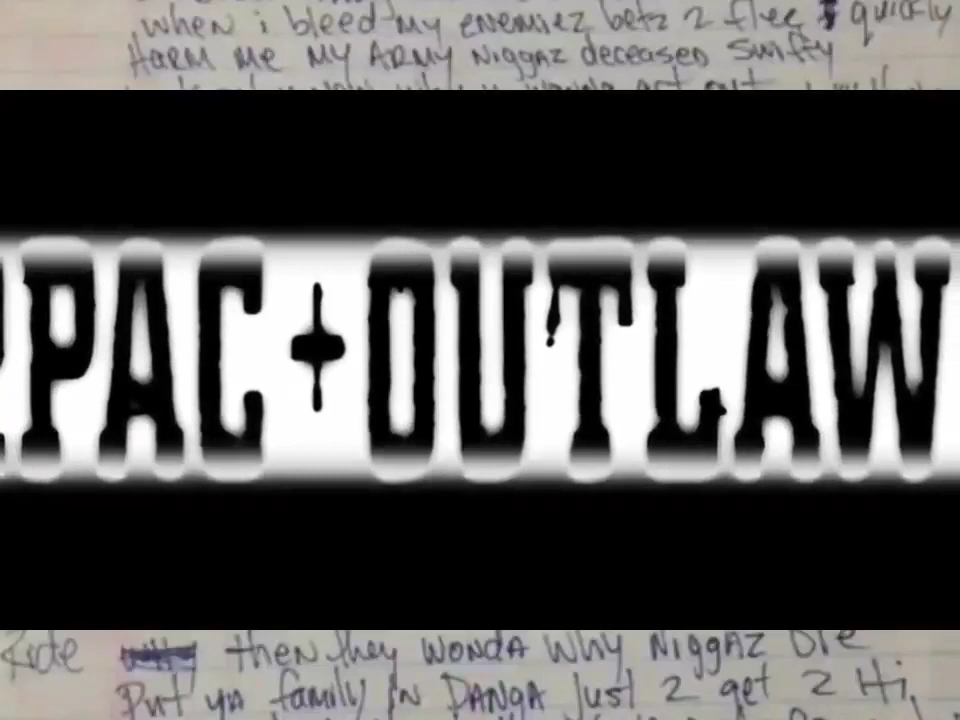 when i bleed my enemiez betz 2 flee quickly
Harm me my Army Niggaz deceased Swifty
PAC + OUTLAW
Ride then they wonda why Niggaz Die
Put ya family in Danga Just 2 get 2 Hi,